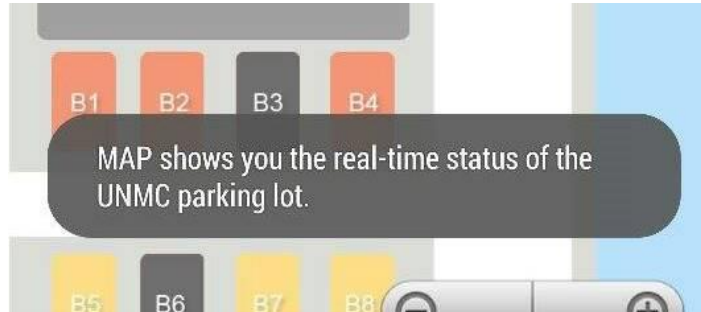 B1 B2 B3 B4
MAP shows you the real-time status of the
UNMC parking lot.
B5 B6 B7 B8